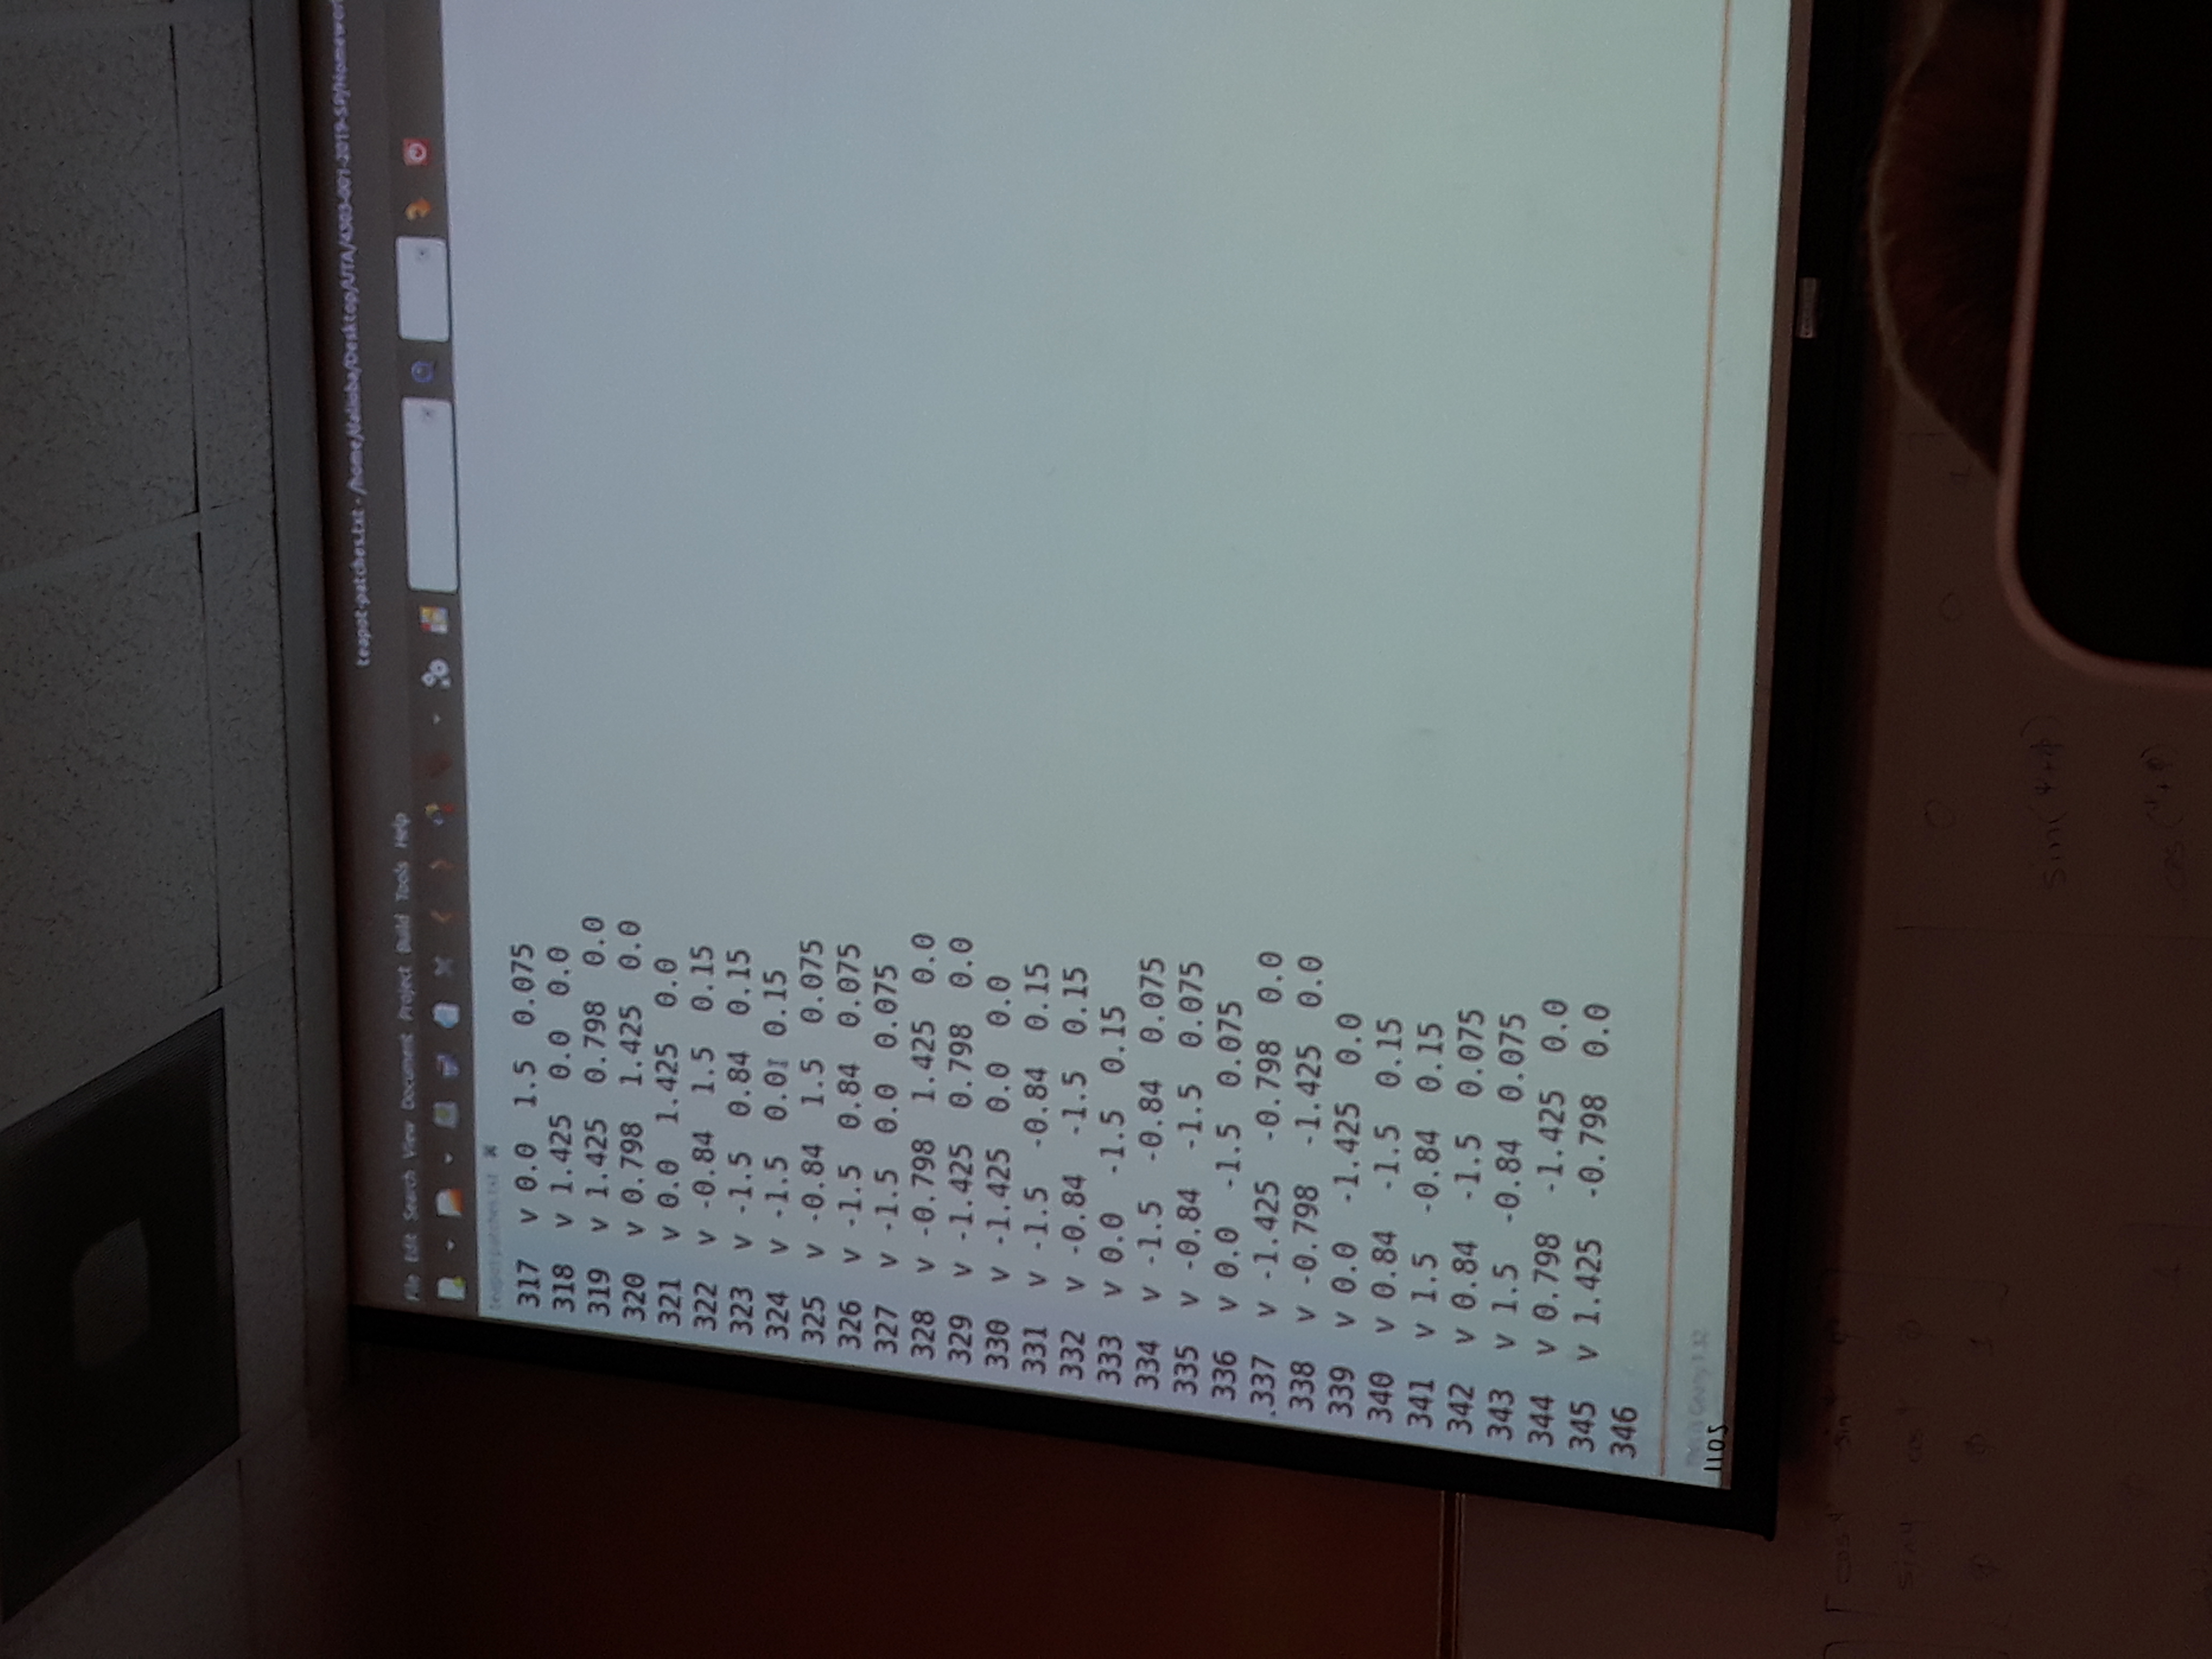 teapot-patches.txt - /home/dalioba/Desktop/UTA/4303-001-2019-SP/Homewor
File Edit Search View Document Project Build Tools Help
teapot-patches.txt
317 v 0.0 1.5 0.075
318 v 1.425 0.0 0.0
319 v 1.425 0.798 0.0
320 v 0.798 1.425 0.0
321 v 0.0 1.425 0.0
322 v -0.84 1.5 0.15
323 v -1.5 0.84 0.15
324 v -1.5 0.0 0.15
325 v -0.84 1.5 0.075
326 v -1.5 0.84 0.075
327 v -1.5 0.0 0.075
328 v -0.798 1.425 0.0
329 v -1.425 0.798 0.0
330 v -1.425 0.0 0.0
331 v -1.5 -0.84 0.15
332 v -0.84 -1.5 0.15
333 v 0.0 -1.5 0.15
334 v -1.5 -0.84 0.075
335 v -0.84 -1.5 0.075
336 v 0.0 -1.5 0.075
337 v -1.425 -0.798 0.0
338 v -0.798 -1.425 0.0
339 v 0.0 -1.425 0.0
340 v 0.84 -1.5 0.15
341 v 1.5 -0.84 0.15
342 v 0.84 -1.5 0.075
343 v 1.5 -0.84 0.075
344 v 0.798 -1.425 0.0
345 v 1.425 -0.798 0.0
346
This is Geany 1.32
1105